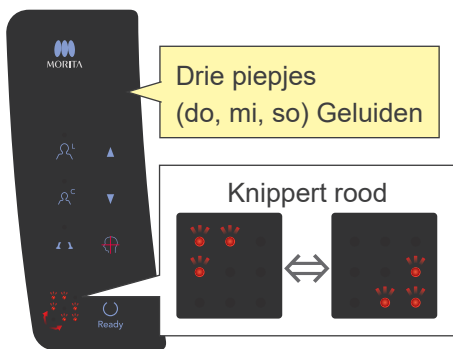 MORITA
Drie piepjes
(do, mi, so) Geluiden
L
C
Knippert rood
Ready